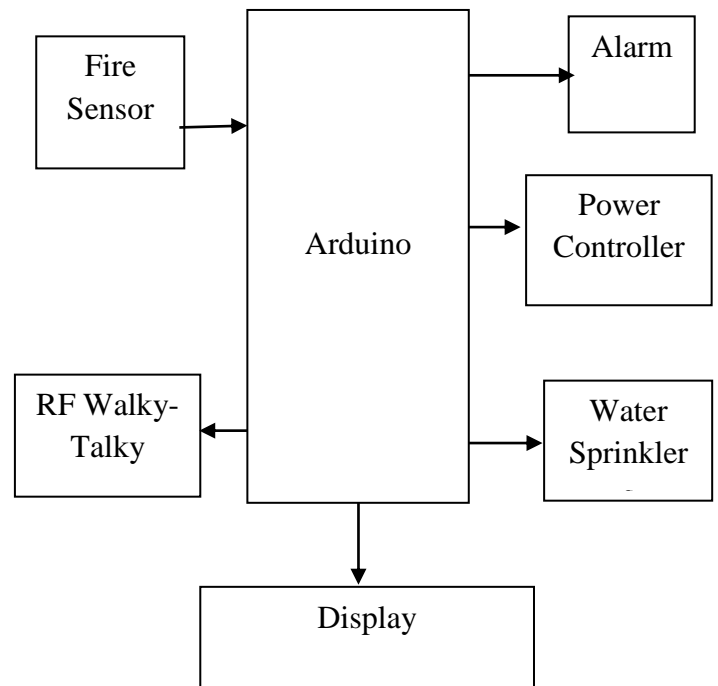 Fire
Sensor
Alarm
Power
Controller
Arduino
RF Walky-
Talky
Water
Sprinkler
Display